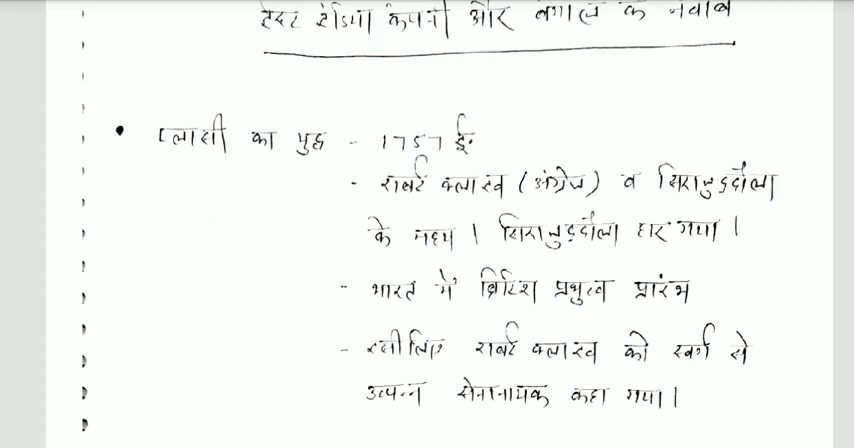 ईस्ट इंडिया कंपनी और बंगाल के नवाब
• प्लासी का युद्ध - 1757 ई.
- राबर्ट क्लाइव (अंग्रेज) व सिराजुद्दौला
के मध्य । सिराजुद्दौला हार गया ।
- भारत में ब्रिटिश प्रभुत्व प्रारंभ
- इसीलिए राबर्ट क्लाइव को स्वर्ग से
उत्पन्न सेनानायक कहा गया ।